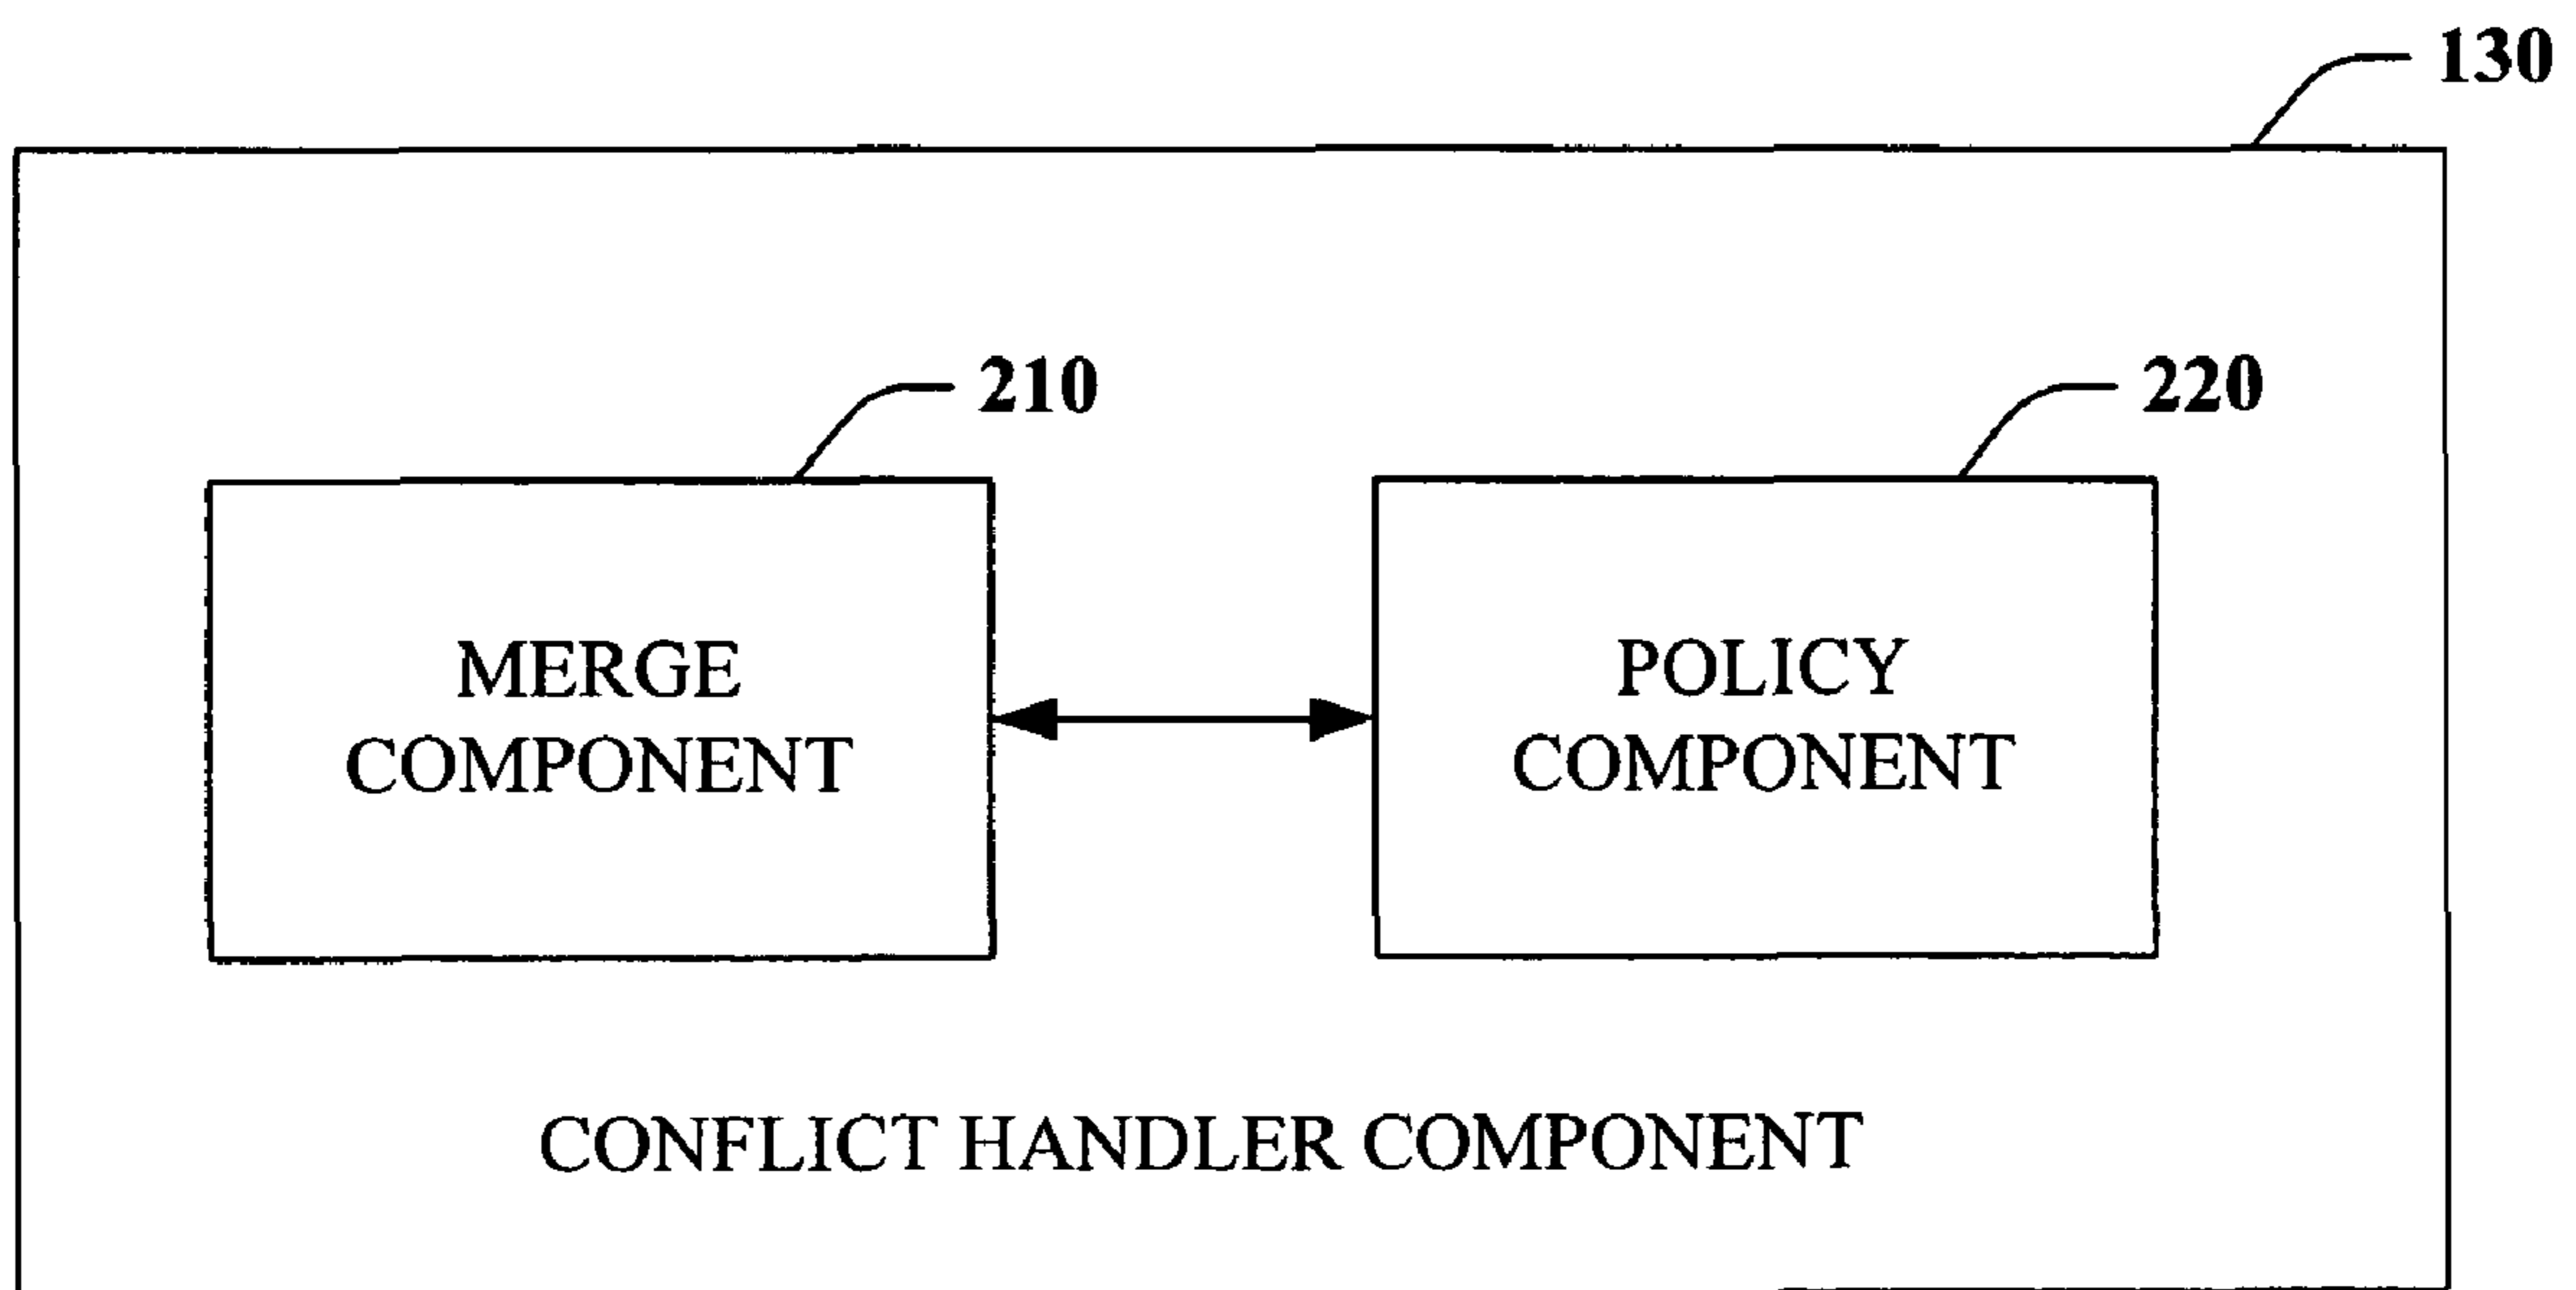 130
210
220
MERGE
COMPONENT
POLICY
COMPONENT
CONFLICT HANDLER COMPONENT